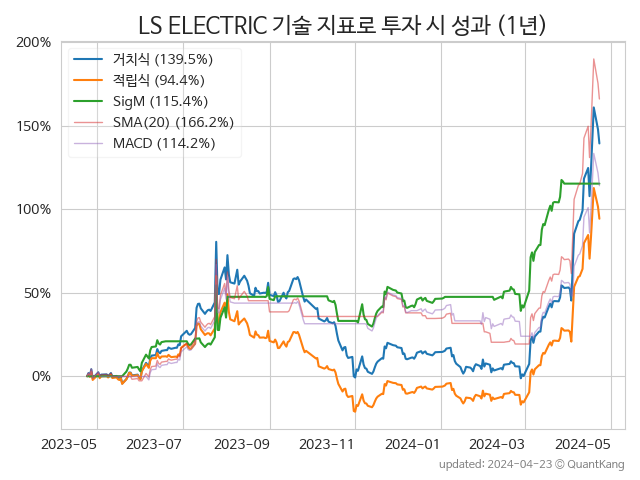 LS ELECTRIC 기술 지표로 투자 시 성과 (1년)
200%
150%
100%
50%
0%
거치식 (139.5%)
적립식 (94.4%)
SigM (115.4%)
SMA(20) (166.2%)
MACD (114.2%)
2023-05 2023-07 2023-09 2023-11 2024-01 2024-03 2024-05
updated: 2024-04-23 © QuantKang